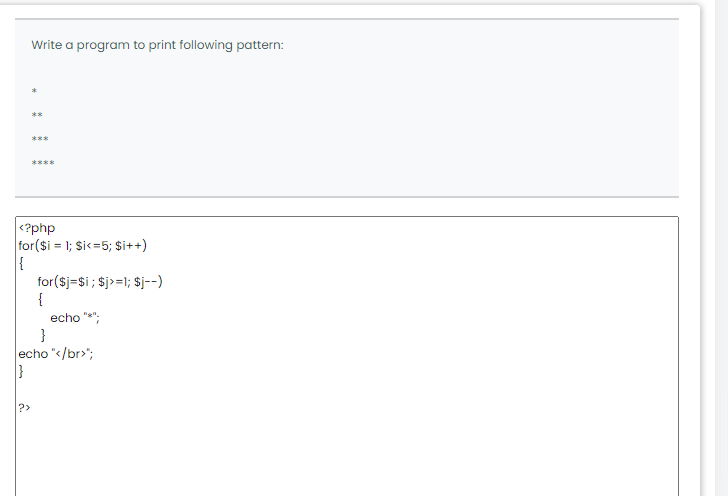 Write a program to print following pattern:
*
**
***
****
<?php
for($i = 1; $i<=5; $i++)
{
for($j=$i ; $j>=1; $j--)
{
echo "*";
}
echo "</br>";
}
?>